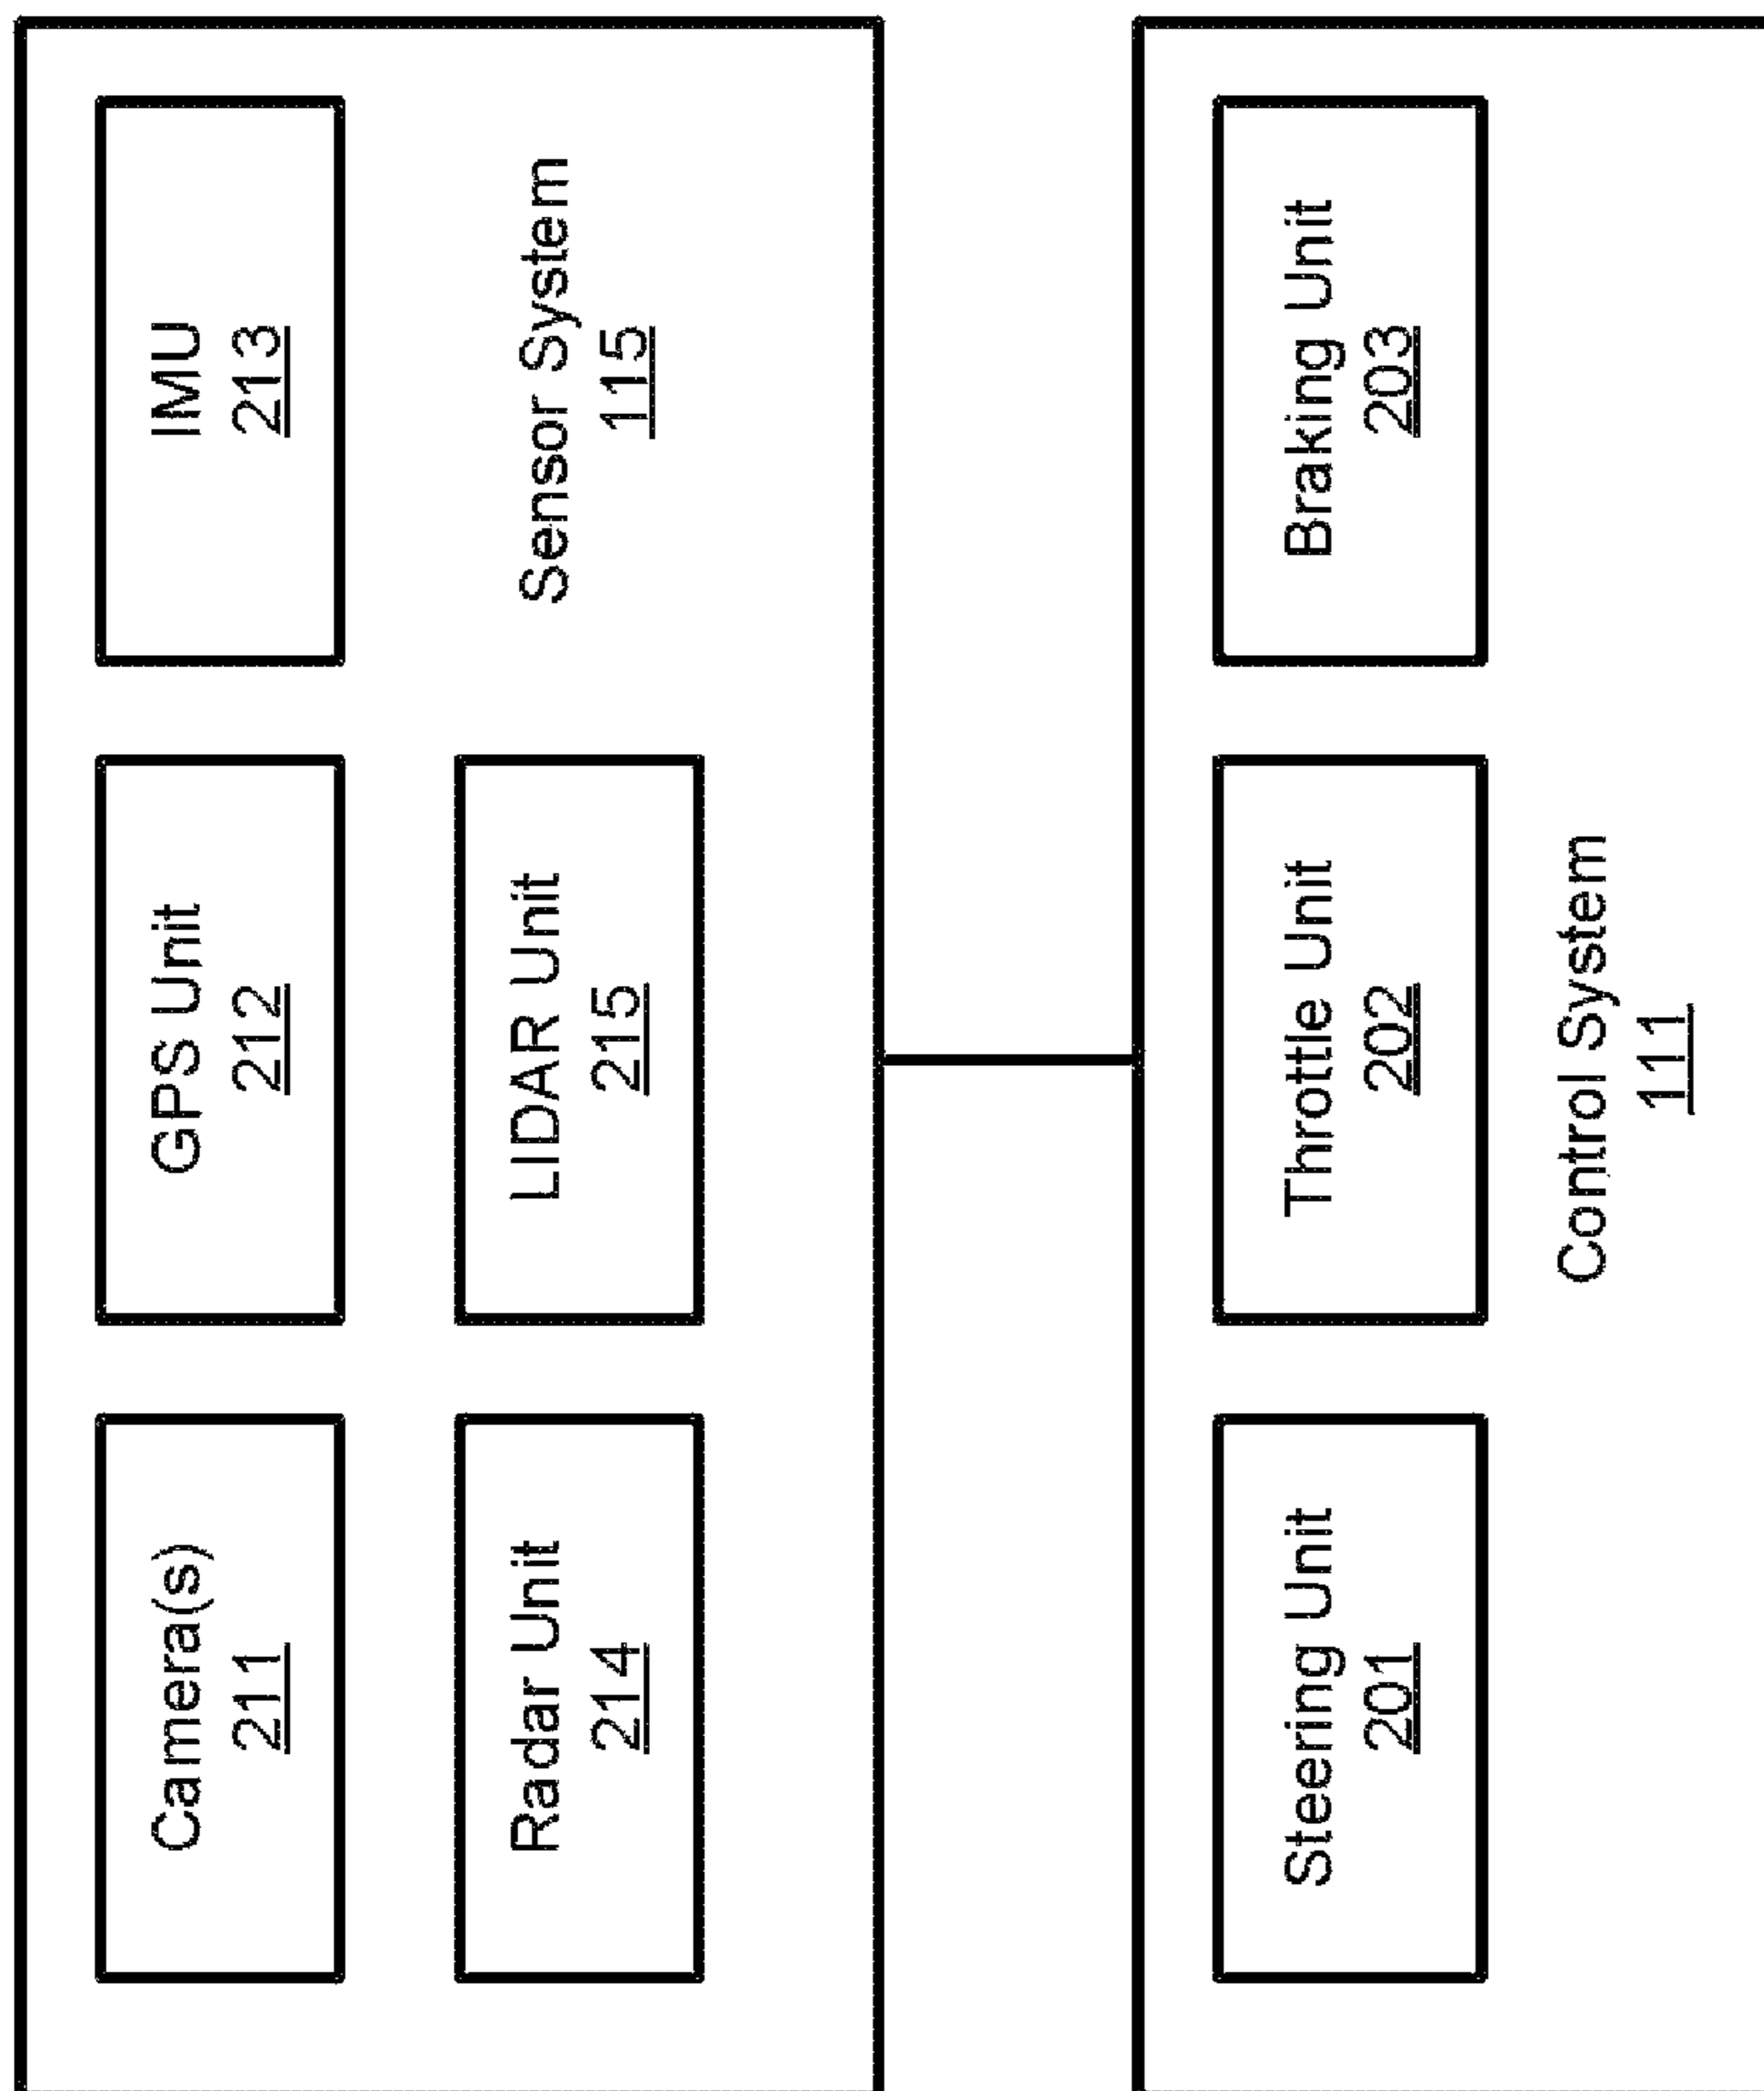 Camera(s)
211
GPS Unit
212
IMU
213
Radar Unit
214
LIDAR Unit
215
Sensor System
115
Steering Unit
201
Throttle Unit
202
Braking Unit
203
Control System
111